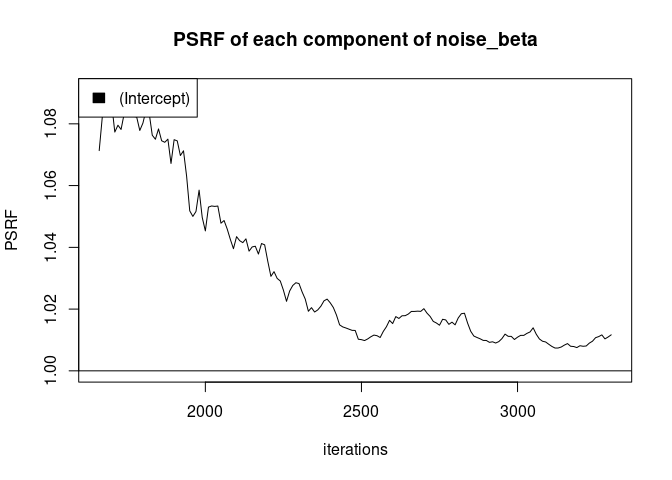 PSRF of each component of noise_beta
(Intercept)
PSRF
1.08
1.06
1.04
1.02
1.00
2000 2500 3000
iterations